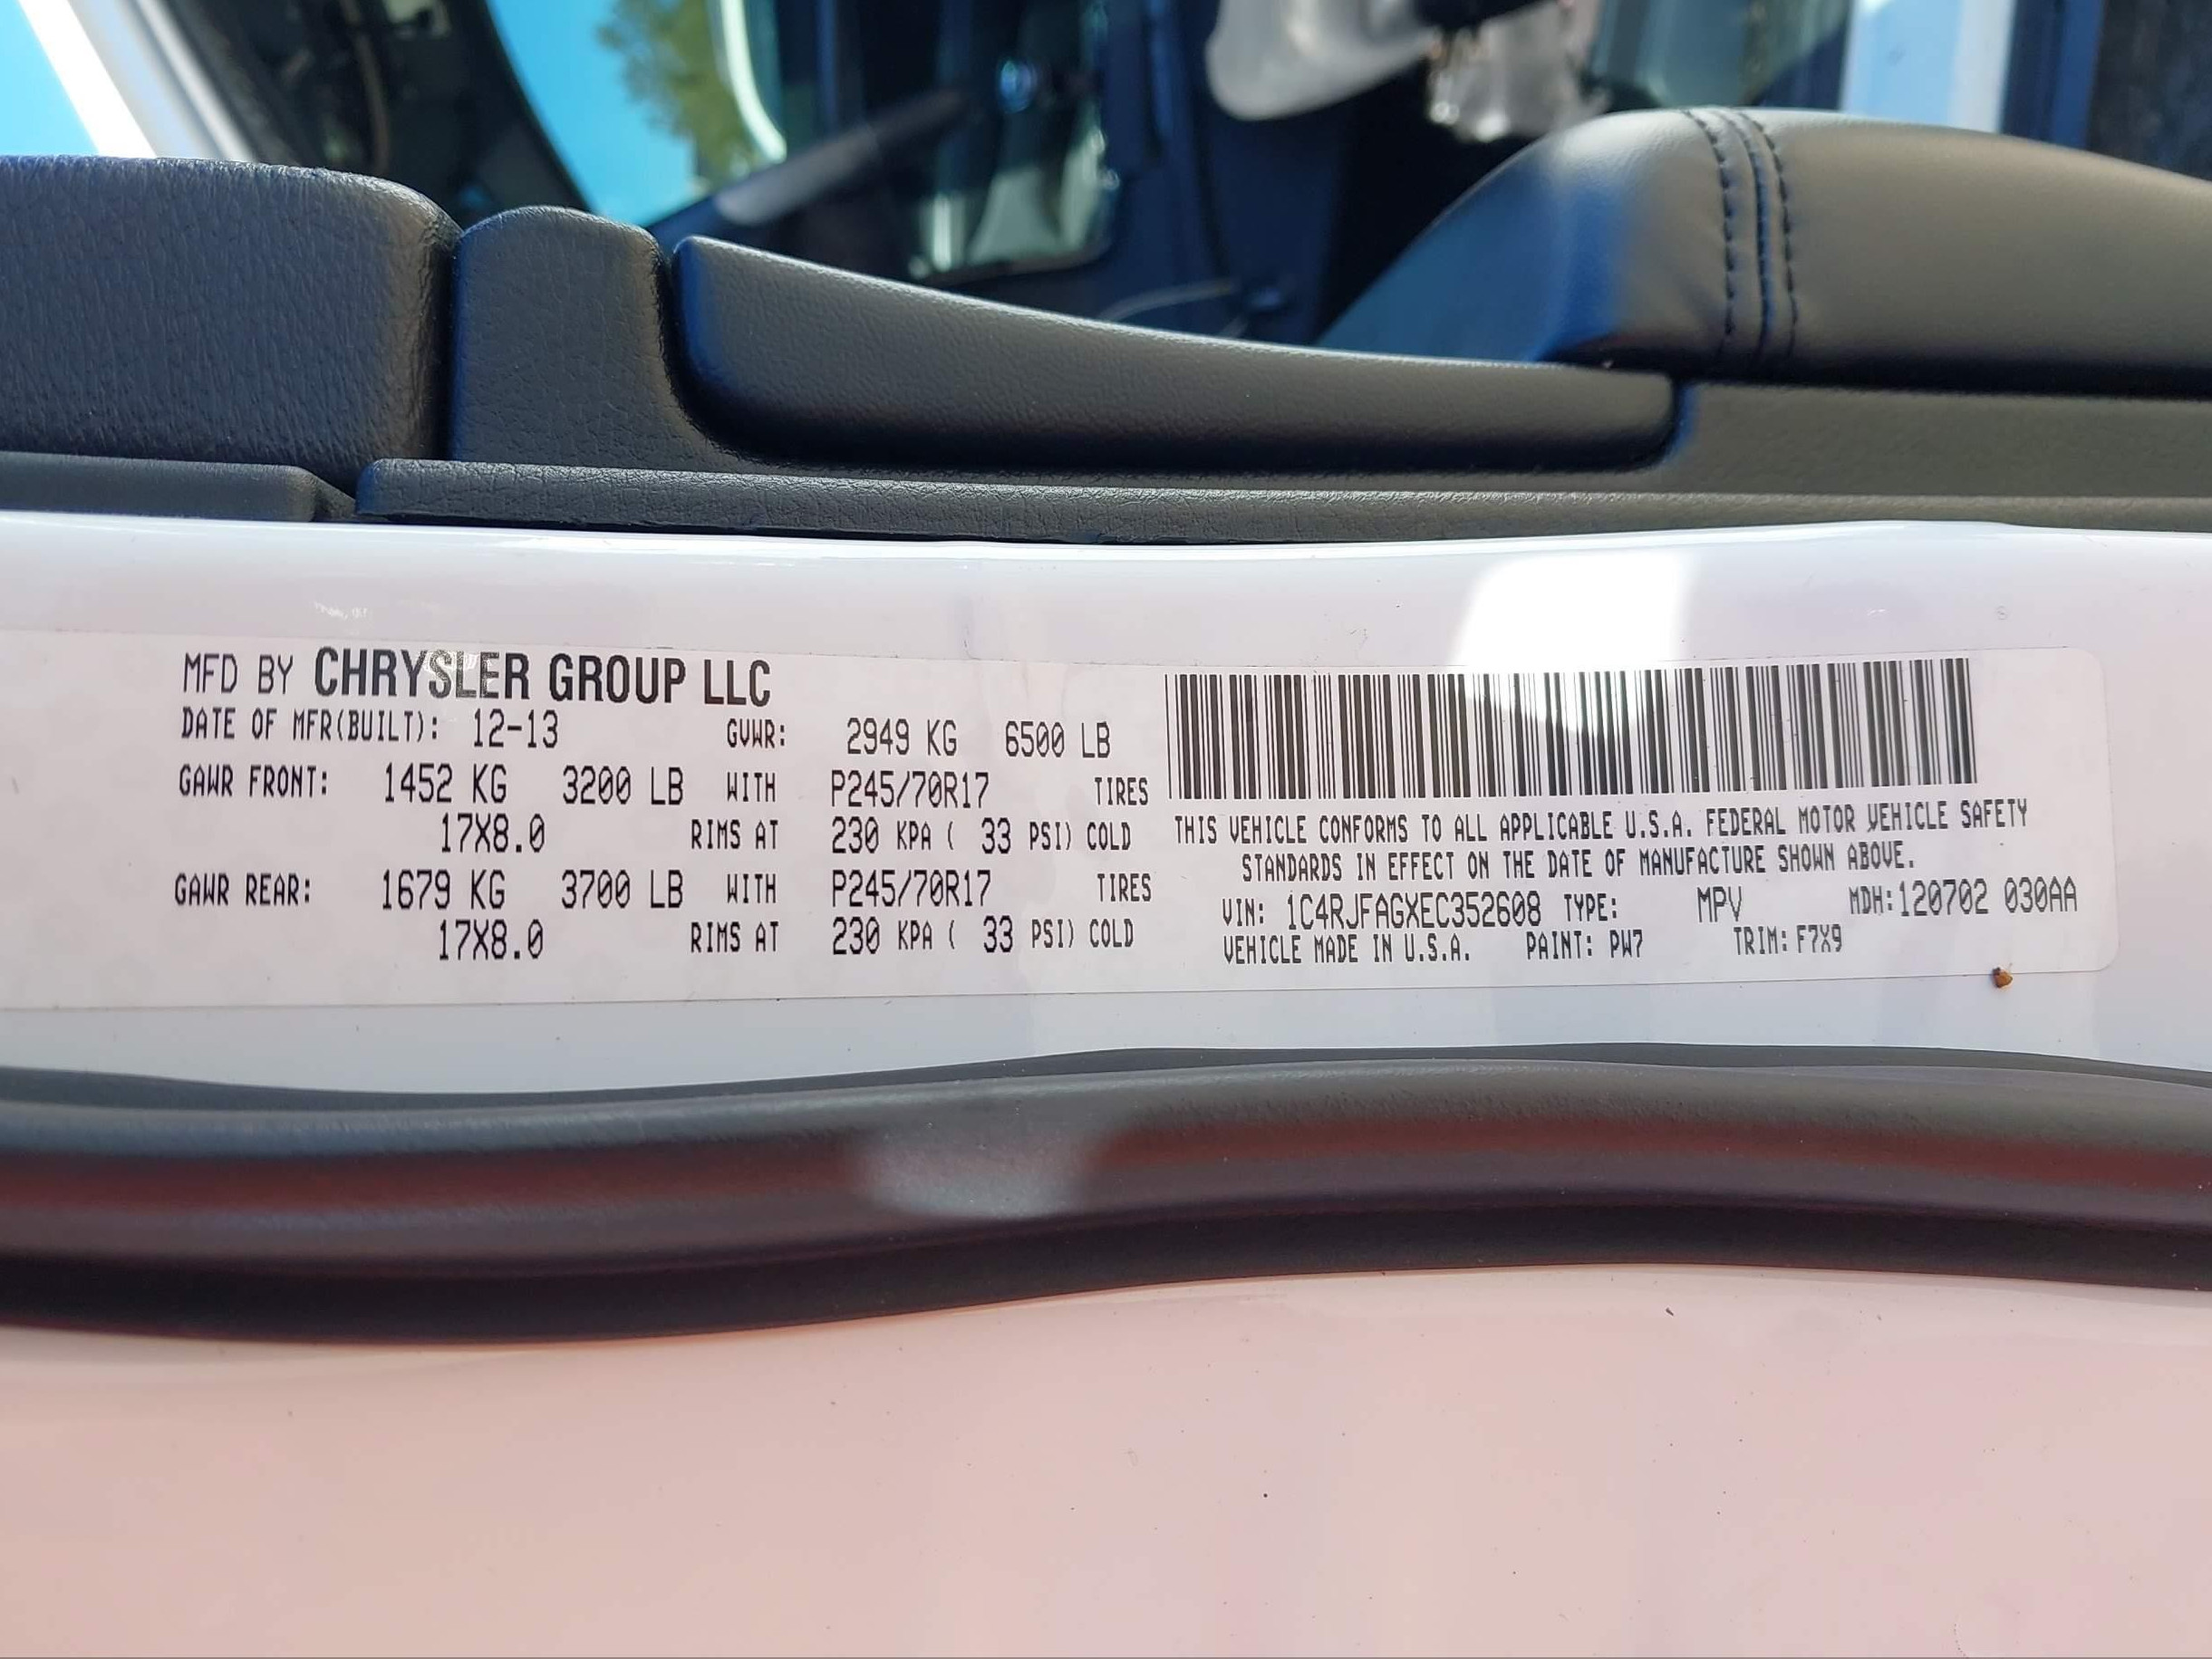 MFD BY CHRYSLER GROUP LLC
DATE OF MFR(BUILT): 12-13 GVWR: 2949 KG 6500 LB
GAWR FRONT: 1452 KG 3200 LB WITH P245/70R17 TIRES
17X8.0 RIMS AT 230 KPA ( 33 PSI) COLD
GAWR REAR: 1679 KG 3700 LB WITH P245/70R17 TIRES
17X8.0 RIMS AT 230 KPA ( 33 PSI) COLD
THIS VEHICLE CONFORMS TO ALL APPLICABLE U.S.A. FEDERAL MOTOR VEHICLE SAFETY
STANDARDS IN EFFECT ON THE DATE OF MANUFACTURE SHOWN ABOVE.
VIN: 1C4RJFAGXEC352608 TYPE: MPV MDH:120702 030AA
VEHICLE MADE IN U.S.A. PAINT: PW7 TRIM: F7X9